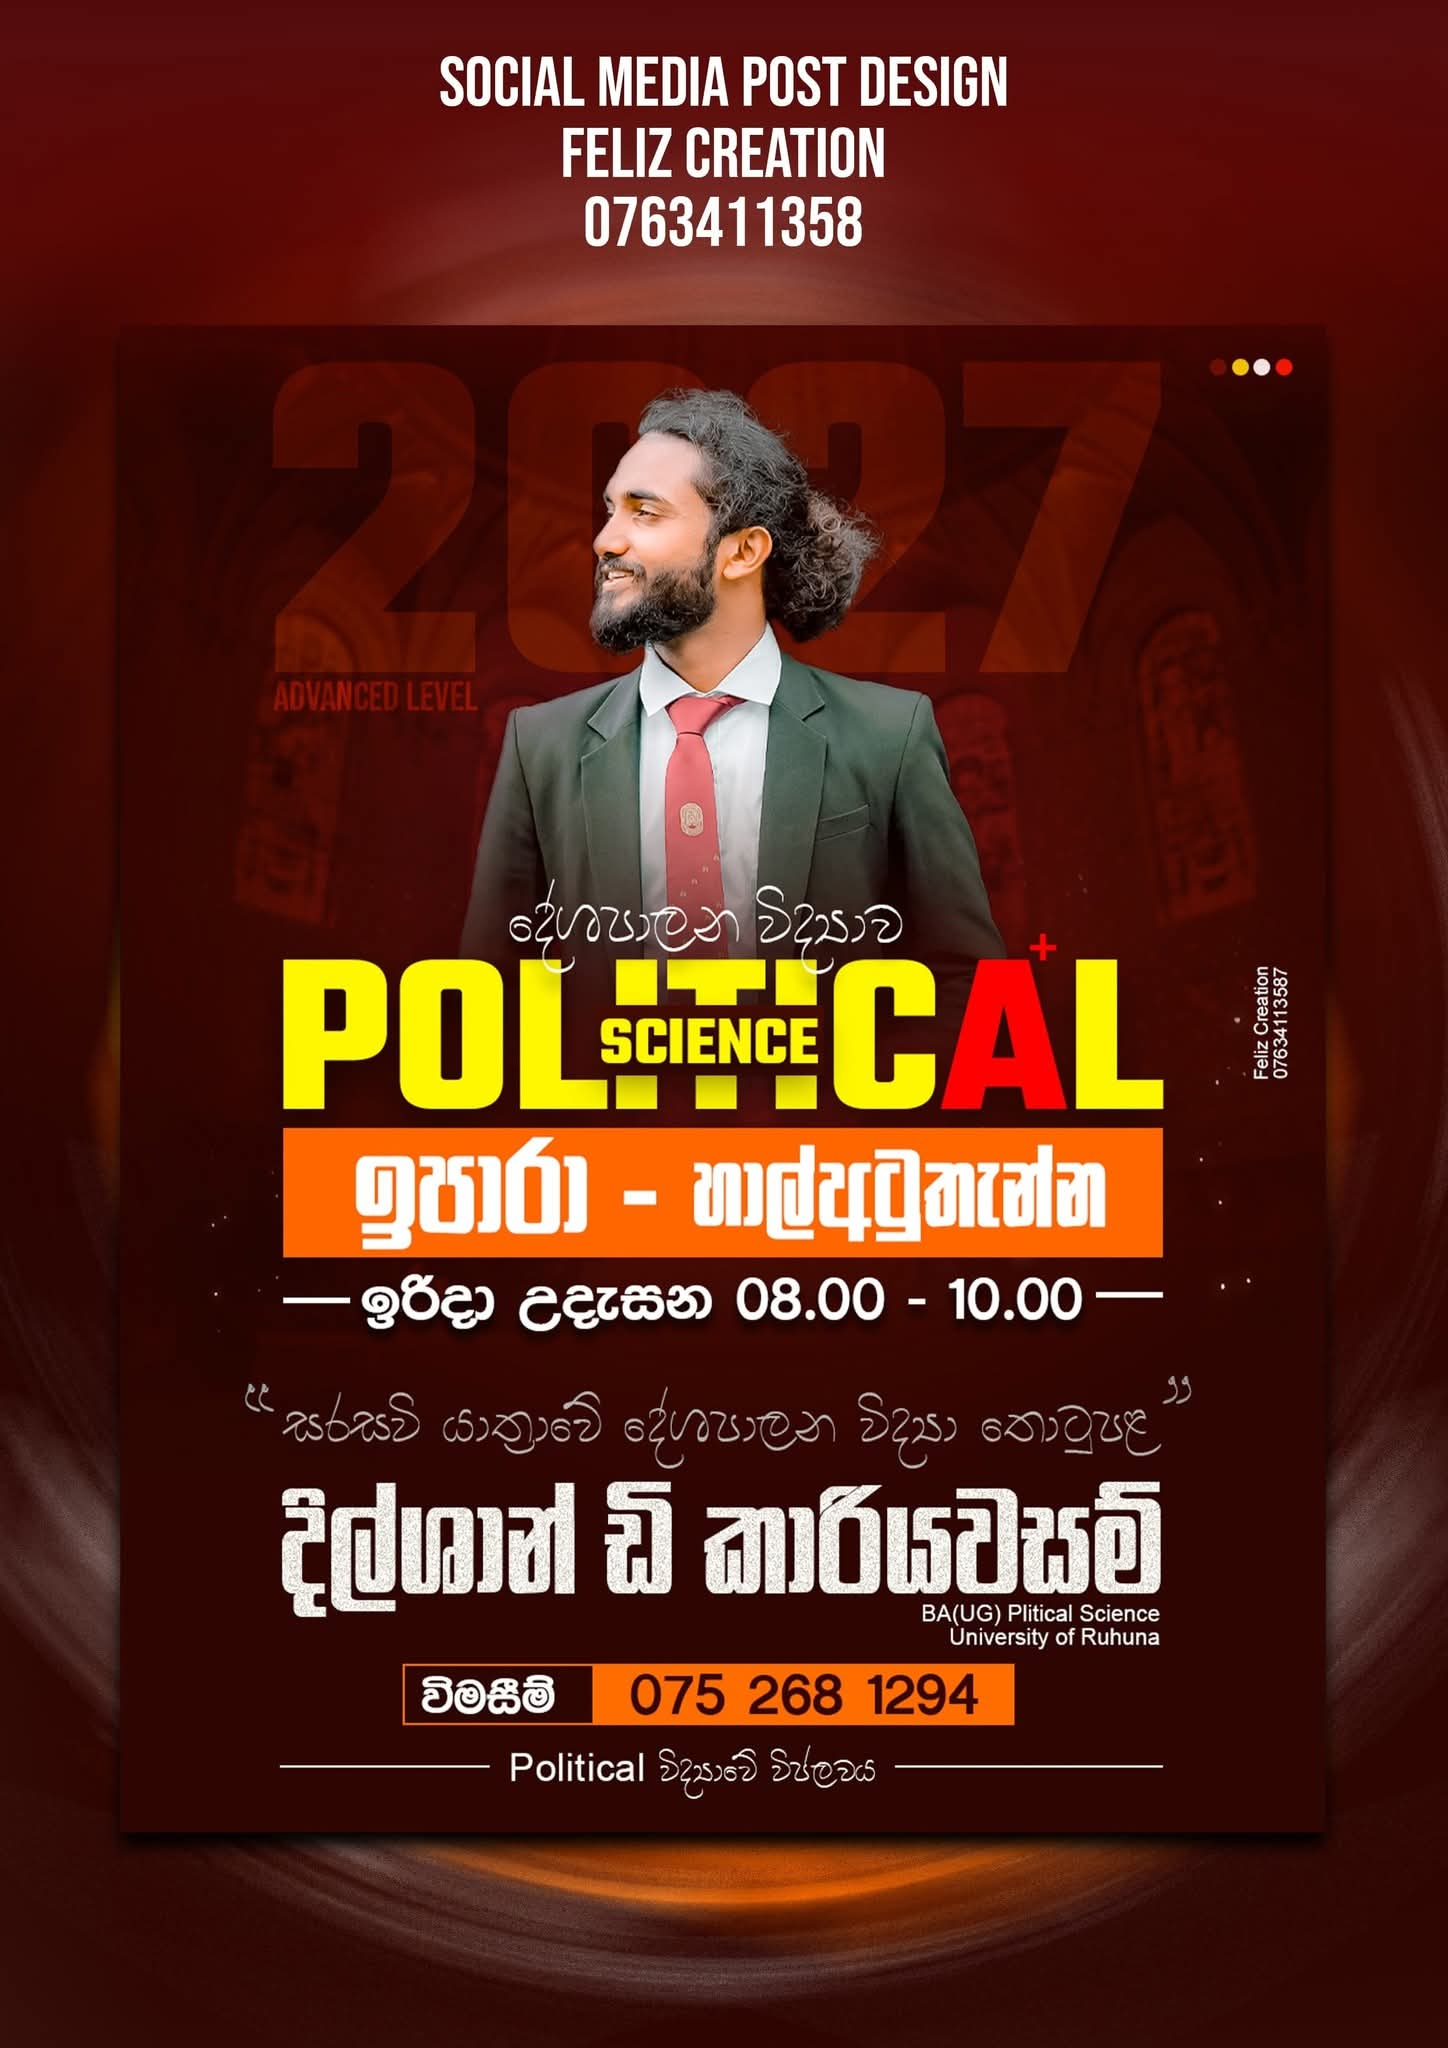 SOCIAL MEDIA POST DESIGN
FELIZ CREATION
0763411358
2027
ADVANCED LEVEL
දේශපාලන විද්‍යාව
POLITICAL
+
SCIENCE
Feliz Creation
07634113587
ඉපාරා - හාල්අටුතැන්න
ඉරිදා උදෑසන 08.00 - 10.00
“සරසවි යාත්‍රාවේ දේශපාලන විද්‍යා තොටුපළ”
දිල්ශාන් ඩී කාරියවසම්
BA(UG) Plitical Science
University of Ruhuna
විමසීම් 075 268 1294
Political විද්‍යාවේ විප්ලවය